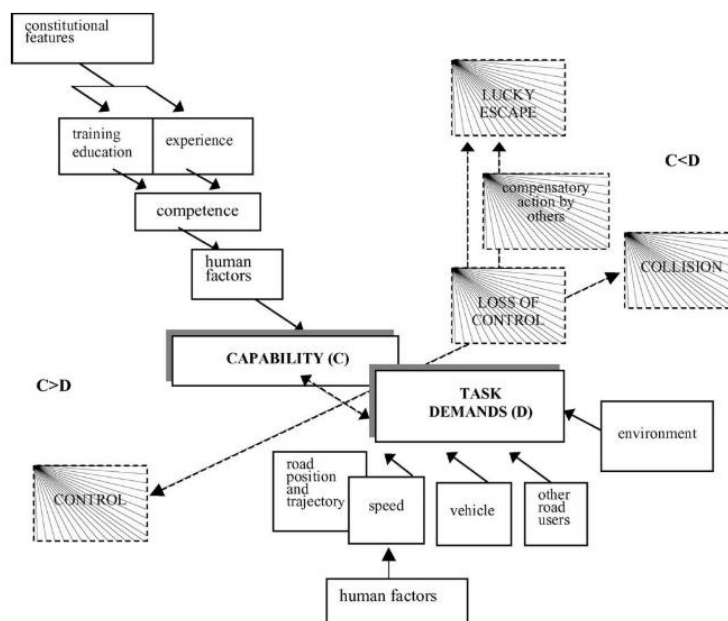 constitutional
features
training
education
experience
competence
human
factors
LUCKY
ESCAPE
C<D
compensatory
action by
others
COLLISION
LOSS OF
CONTROL
CAPABILITY (C)
C>D
TASK
DEMANDS (D)
environment
CONTROL
road
position
and
trajectory
speed
vehicle
other
road
users
human factors